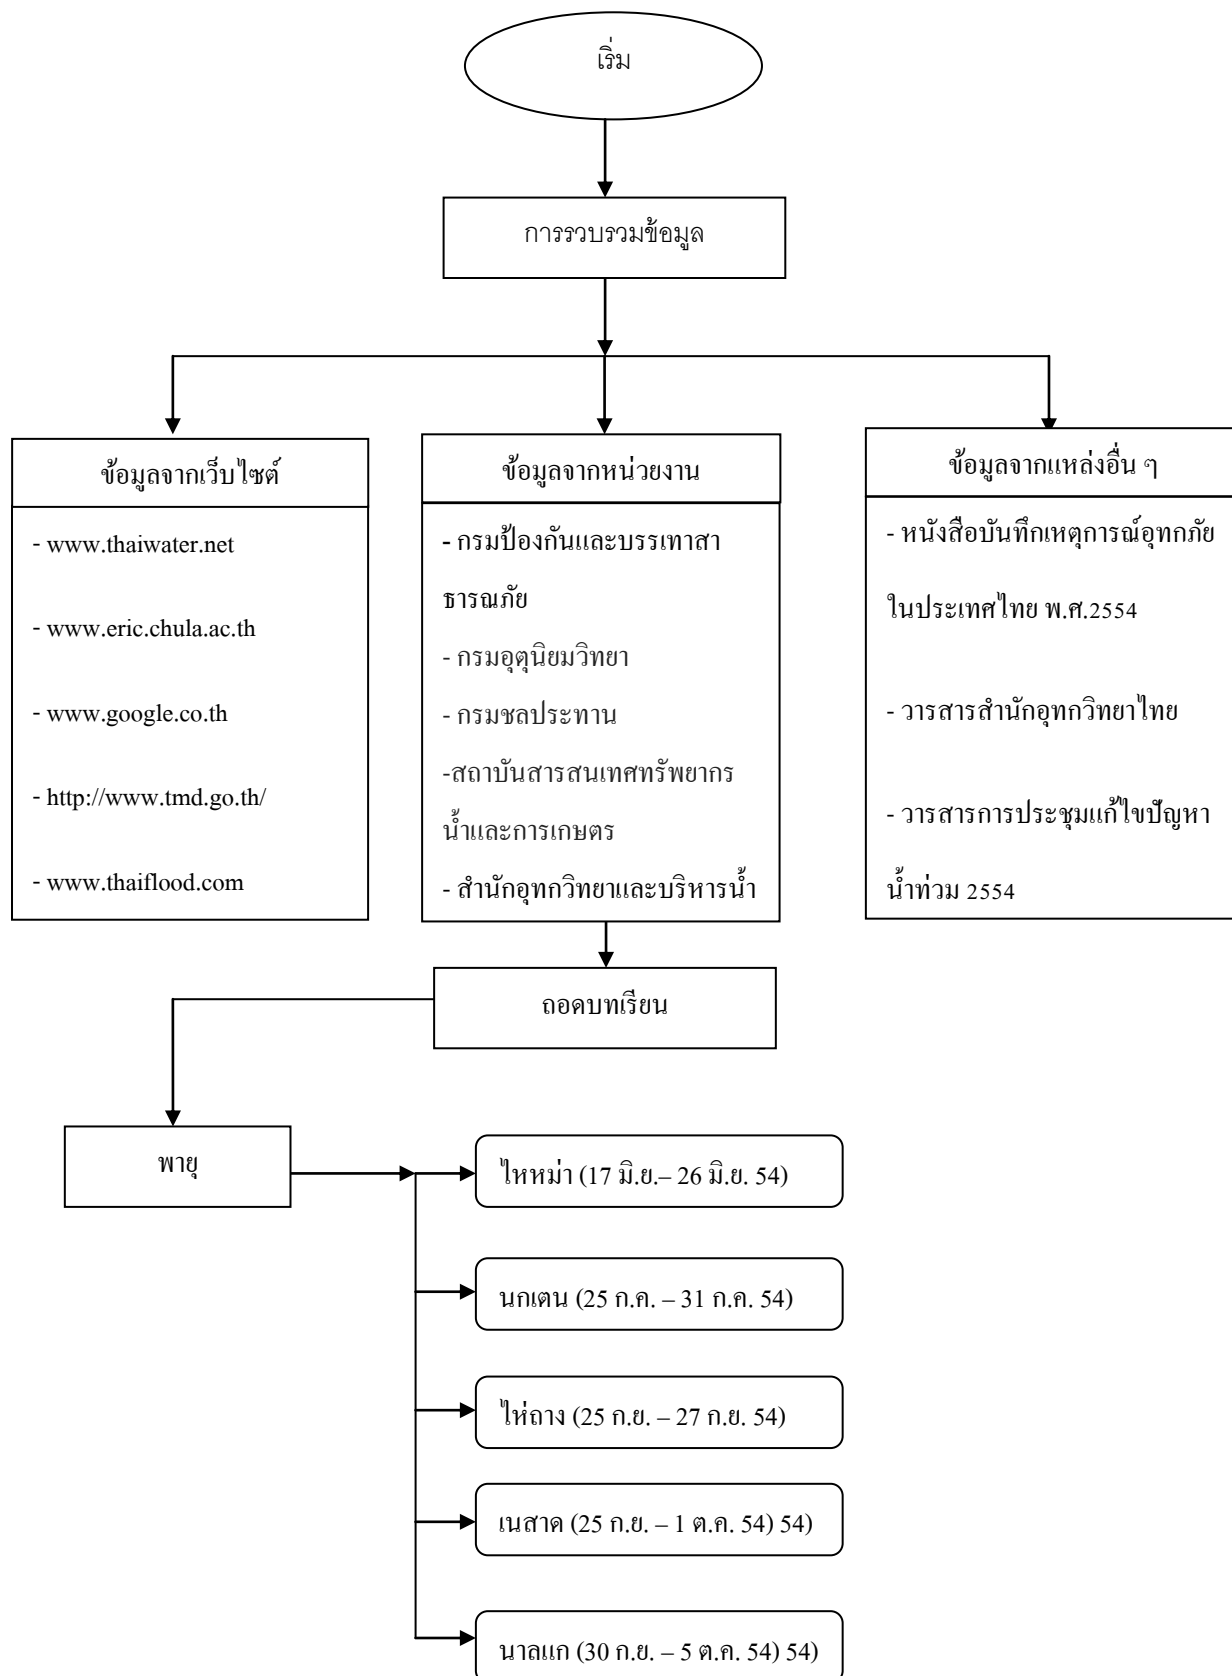 เริ่ม
การรวบรวมข้อมูล
ข้อมูลจากเว็บไซต์
- www.thaiwater.net
- www.eric.chula.ac.th
- www.google.co.th
- http://www.tmd.go.th/
- www.thaiflood.com
ข้อมูลจากหน่วยงาน
- กรมป้องกันและบรรเทาสา
ธารณภัย
- กรมอุตุนิยมวิทยา
- กรมชลประทาน
-สถาบันสารสนเทศทรัพยากร
น้ำและการเกษตร
- สำนักอุทกวิทยาและบริหารน้ำ
ข้อมูลจากแหล่งอื่น ๆ
- หนังสือบันทึกเหตุการณ์อุทกภัย
ในประเทศไทย พ.ศ.2554
- วารสารสำนักอุทกวิทยาไทย
- วารสารการประชุมแก้ไขปัญหา
น้ำท่วม 2554
ถอดบทเรียน
พายุ
ไหหม่า (17 มิ.ย.– 26 มิ.ย. 54)
นกเตน (25 ก.ค. – 31 ก.ค. 54)
ไห่ถาง (25 ก.ย. – 27 ก.ย. 54)
เนสาด (25 ก.ย. – 1 ต.ค. 54) 54)
นาลแก (30 ก.ย. – 5 ต.ค. 54) 54)